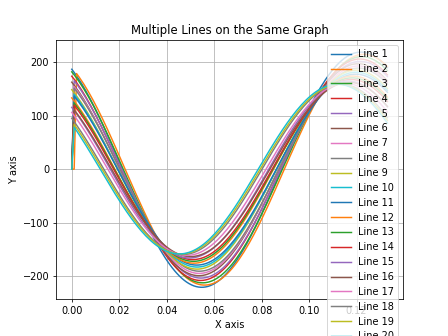 Multiple Lines on the Same Graph
Y axis
200
100
0
−100
−200
0.00
0.02
0.04
0.06
0.08
0.10
X axis
Line 1
Line 2
Line 3
Line 4
Line 5
Line 6
Line 7
Line 8
Line 9
Line 10
Line 11
Line 12
Line 13
Line 14
Line 15
Line 16
Line 17
Line 18
Line 19
Line 20